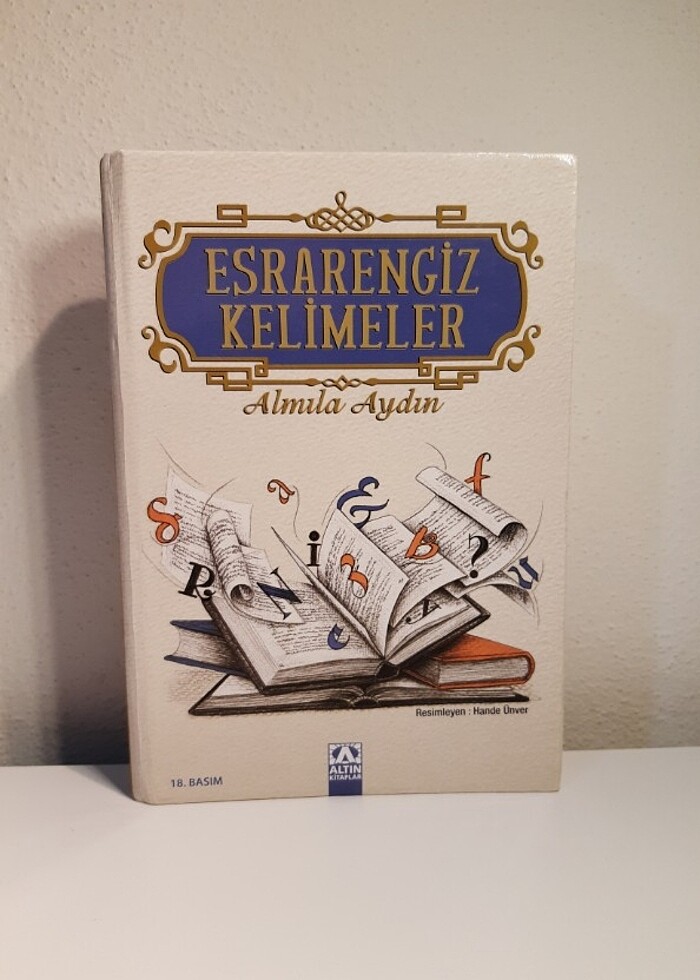 ESRARENGİZ
KELİMELER
Almıla Aydın
Resimleyen : Hande Ünver
18. BASIM
ALTIN
KİTAPLAR